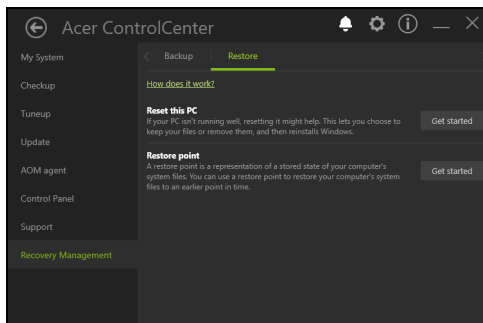 Acer ControlCenter
My System
Checkup
Tuneup
Update
AOM agent
Control Panel
Support
Recovery Management
Backup
Restore
How does it work?
Reset this PC
If your PC isn't running well, resetting it might help. This lets you choose to
keep your files or remove them, and then reinstalls Windows.
Get started
Restore point
A restore point is a representation of a stored state of your computer's
system files. You can use a restore point to restore your computer's system
files to an earlier point in time.
Get started